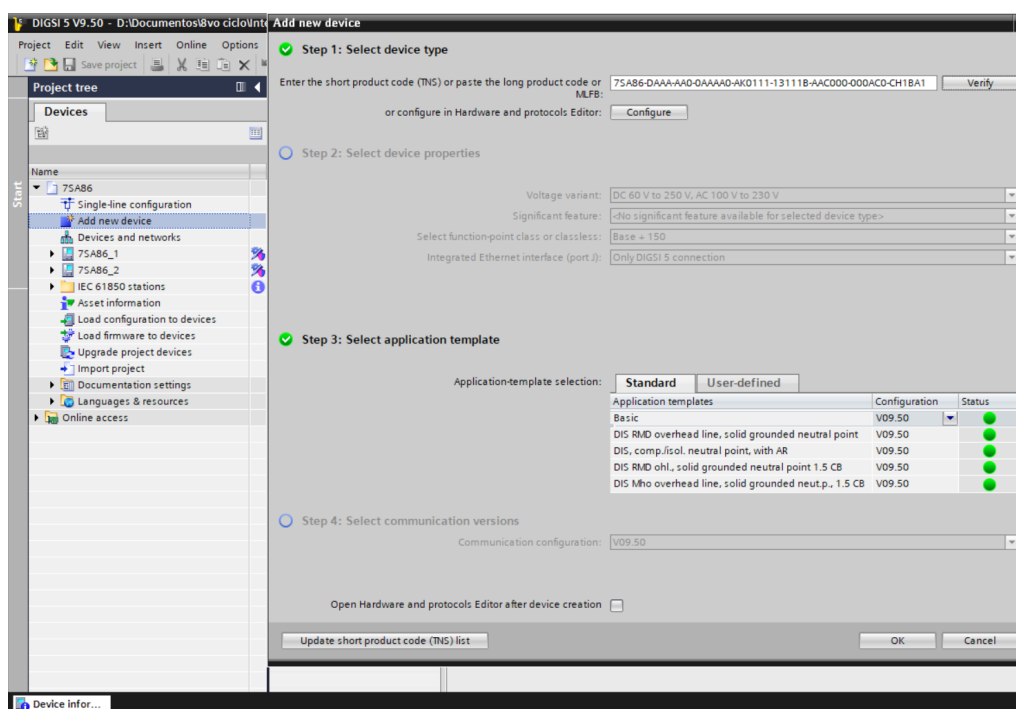 DIGSI 5 V9.50 - D:\Documentos\8vo ciclo\Inte
Project Edit View Insert Online Options
Save project
Project tree
Devices
Name
7SA86
Single-line configuration
Add new device
Devices and networks
7SA86_1
7SA86_2
IEC 61850 stations
Asset information
Load configuration to devices
Load firmware to devices
Upgrade project devices
Import project
Documentation settings
Languages & resources
Online access
Start
Device infor...
Add new device
Step 1: Select device type
Enter the short product code (TNS) or paste the long product code or MLFB: 7SA86-DAAA-AA0-0AAAA0-AK0111-13111B-AAC000-000AC0-CH1BA1 Verify
or configure in Hardware and protocols Editor: Configure
Step 2: Select device properties
Voltage variant: DC 60 V to 250 V, AC 100 V to 230 V
Significant feature: <No significant feature available for selected device type>
Select function-point class or classless: Base + 150
Integrated Ethernet interface (port J): Only DIGSI 5 connection
Step 3: Select application template
Application-template selection: Standard User-defined
Application templates Configuration Status
Basic V09.50
DIS RMD overhead line, solid grounded neutral point V09.50
DIS, comp./isol. neutral point, with AR V09.50
DIS RMD ohl., solid grounded neutral point 1.5 CB V09.50
DIS Mho overhead line, solid grounded neut.p., 1.5 CB V09.50
Step 4: Select communication versions
Communication configuration: V09.50
Open Hardware and protocols Editor after device creation
Update short product code (TNS) list OK Cancel